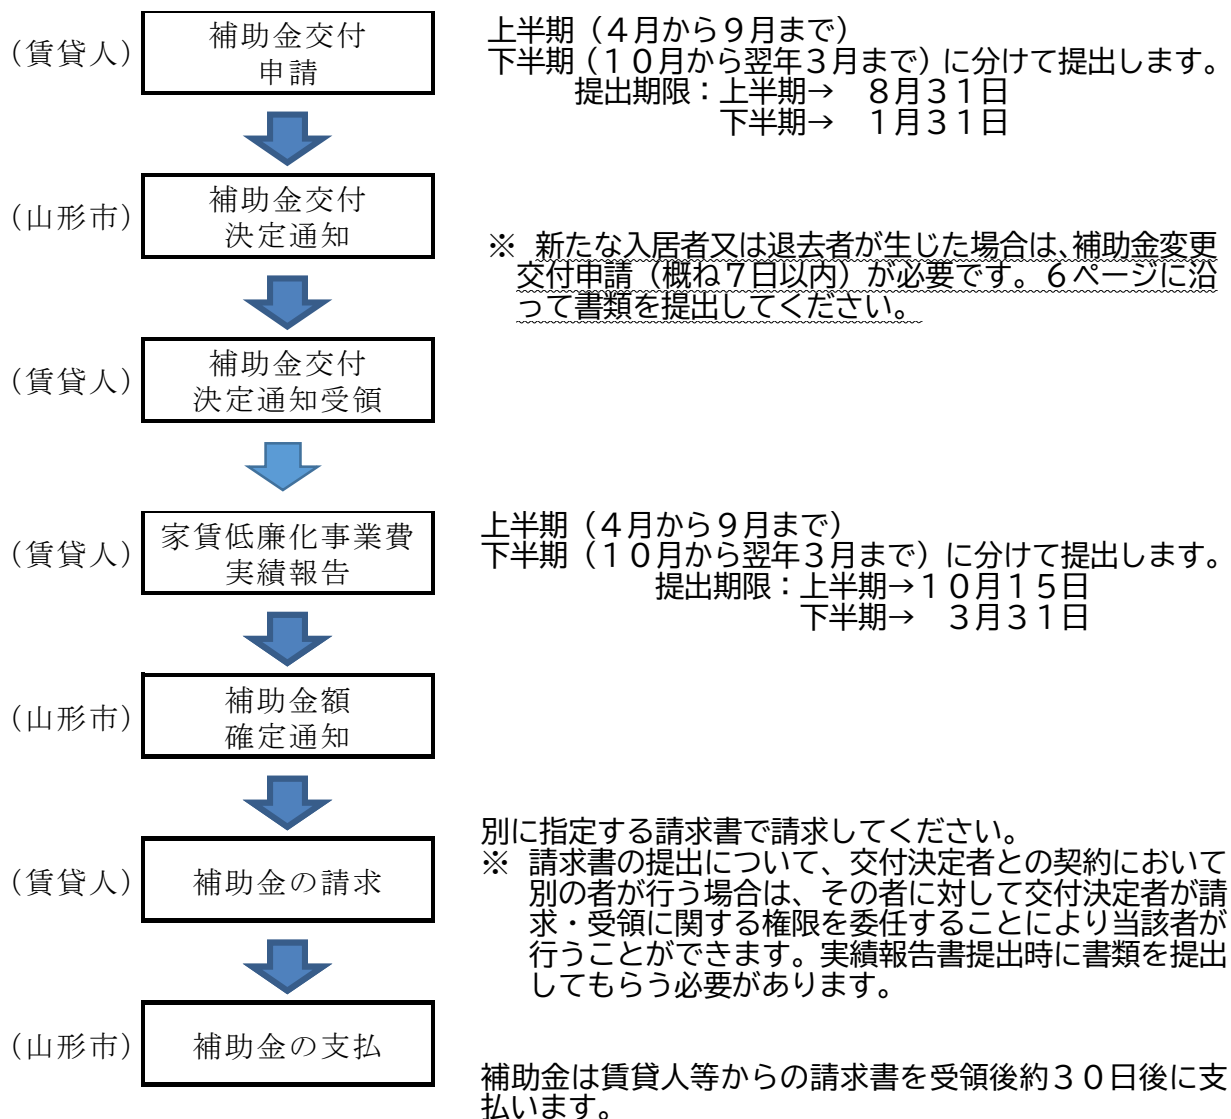 (賃貸人)
補助金交付
申請
上半期（４月から９月まで）
下半期（１０月から翌年３月まで）に分けて提出します。
提出期限：上半期→　８月３１日
下半期→　１月３１日
(山形市)
補助金交付
決定通知
※ 新たな入居者又は退去者が生じた場合は、補助金変更
交付申請（概ね７日以内）が必要です。６ページに沿
って書類を提出してください。
(賃貸人)
補助金交付
決定通知受領
(賃貸人)
家賃低廉化事業費
実績報告
上半期（４月から９月まで）
下半期（１０月から翌年３月まで）に分けて提出します。
提出期限：上半期→１０月１５日
下半期→　３月３１日
(山形市)
補助金額
確定通知
(賃貸人)
補助金の請求
別に指定する請求書で請求してください。
※ 請求書の提出について、交付決定者との契約において
別の者が行う場合は、その者に対して交付決定者が請
求・受領に関する権限を委任することにより当該者が
行うことができます。実績報告書提出時に書類を提出
してもらう必要があります。
(山形市)
補助金の支払
補助金は賃貸人等からの請求書を受領後約３０日後に支
払います。